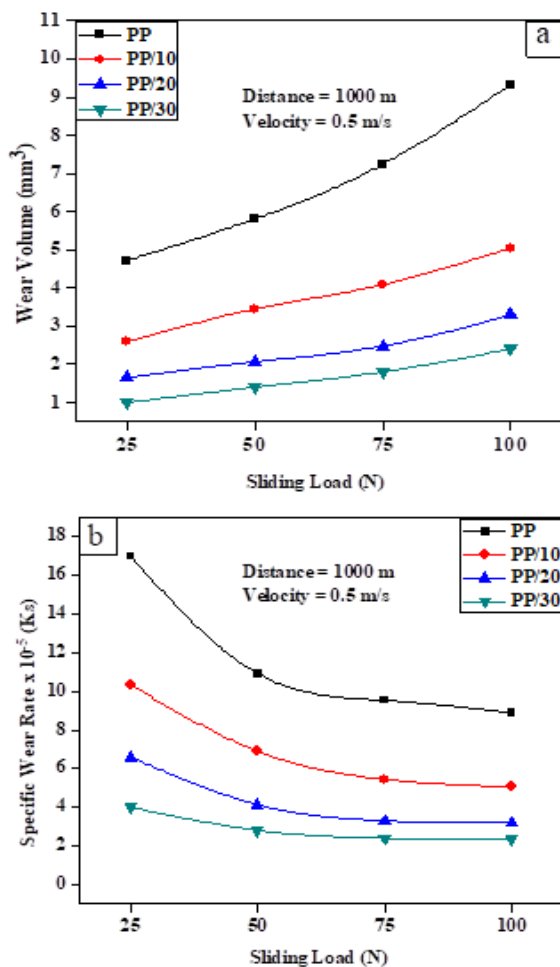 PP
PP/10
PP/20
PP/30
a
Distance = 1000 m
Velocity = 0.5 m/s
11
10
9
8
7
6
5
4
3
2
1
Wear Volume (mm³)
25 50 75 100
Sliding Load (N)
b
PP
PP/10
PP/20
PP/30
Distance = 1000 m
Velocity = 0.5 m/s
18
16
14
12
10
8
6
4
2
0
Specific Wear Rate x 10⁻⁵ (Ks)
25 50 75 100
Sliding Load (N)